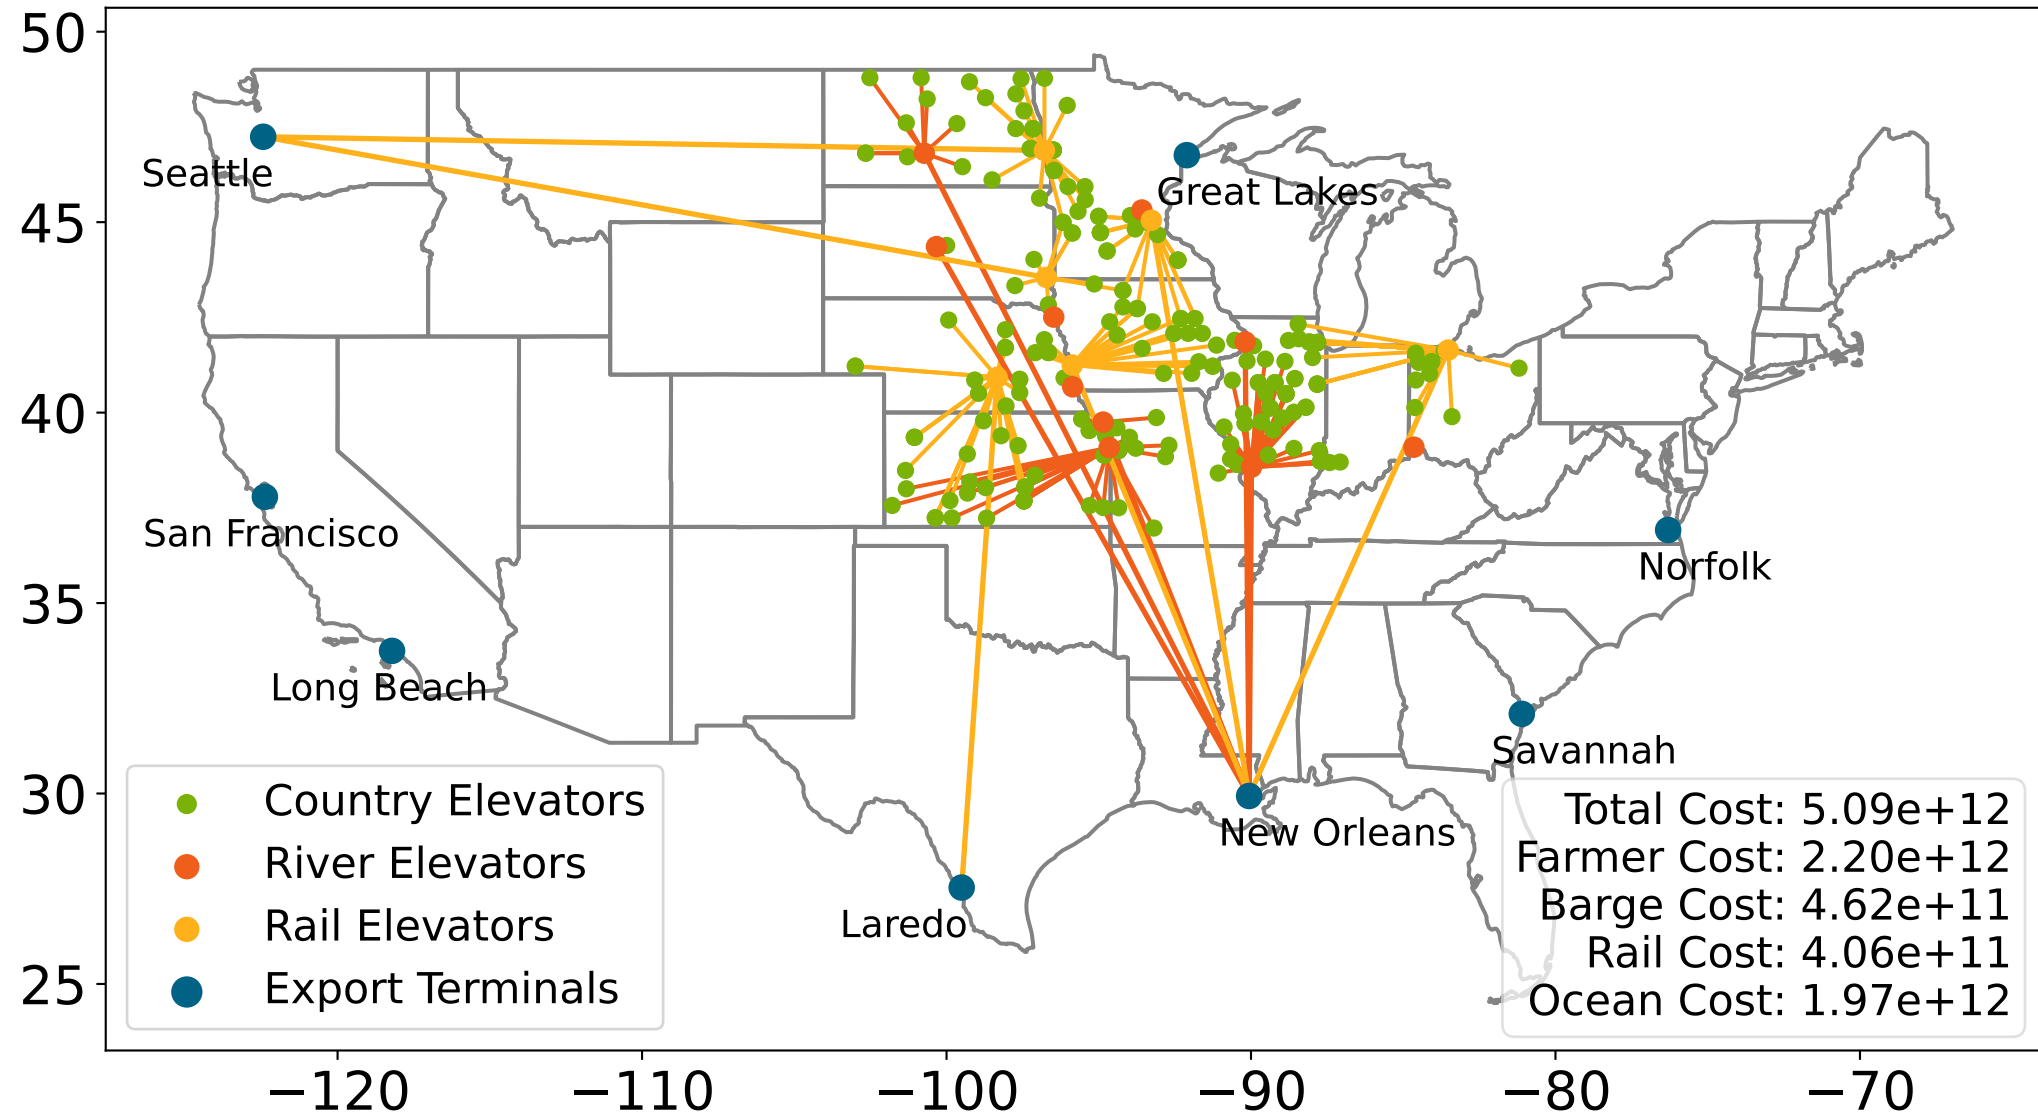 50
45
40
35
30
25
Seattle
Great Lakes
San Francisco
Norfolk
Long Beach
Savannah
New Orleans
Laredo
Country Elevators
River Elevators
Rail Elevators
Export Terminals
Total Cost: 5.09e+12
Farmer Cost: 2.20e+12
Barge Cost: 4.62e+11
Rail Cost: 4.06e+11
Ocean Cost: 1.97e+12
−120 −110 −100 −90 −80 −70